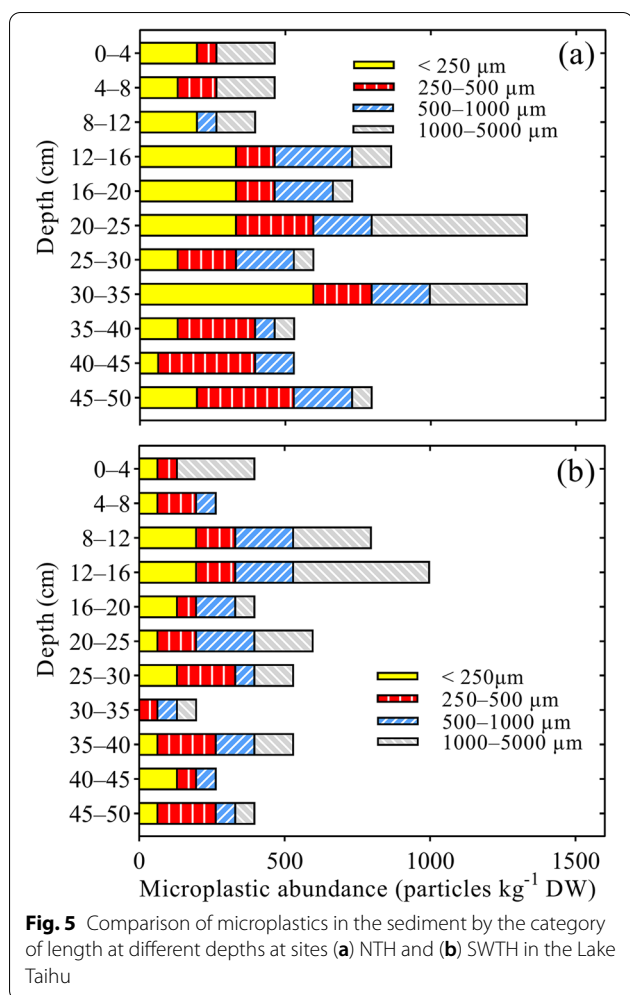 (a)
< 250 µm
250–500 µm
500–1000 µm
1000–5000 µm
Depth (cm)
0–4
4–8
8–12
12–16
16–20
20–25
25–30
30–35
35–40
40–45
45–50
(b)
< 250µm
250–500 µm
500–1000 µm
1000–5000 µm
Depth (cm)
0–4
4–8
8–12
12–16
16–20
20–25
25–30
30–35
35–40
40–45
45–50
0 500 1000 1500
Microplastic abundance (particles kg⁻¹ DW)
Fig. 5 Comparison of microplastics in the sediment by the category
of length at different depths at sites (a) NTH and (b) SWTH in the Lake
Taihu